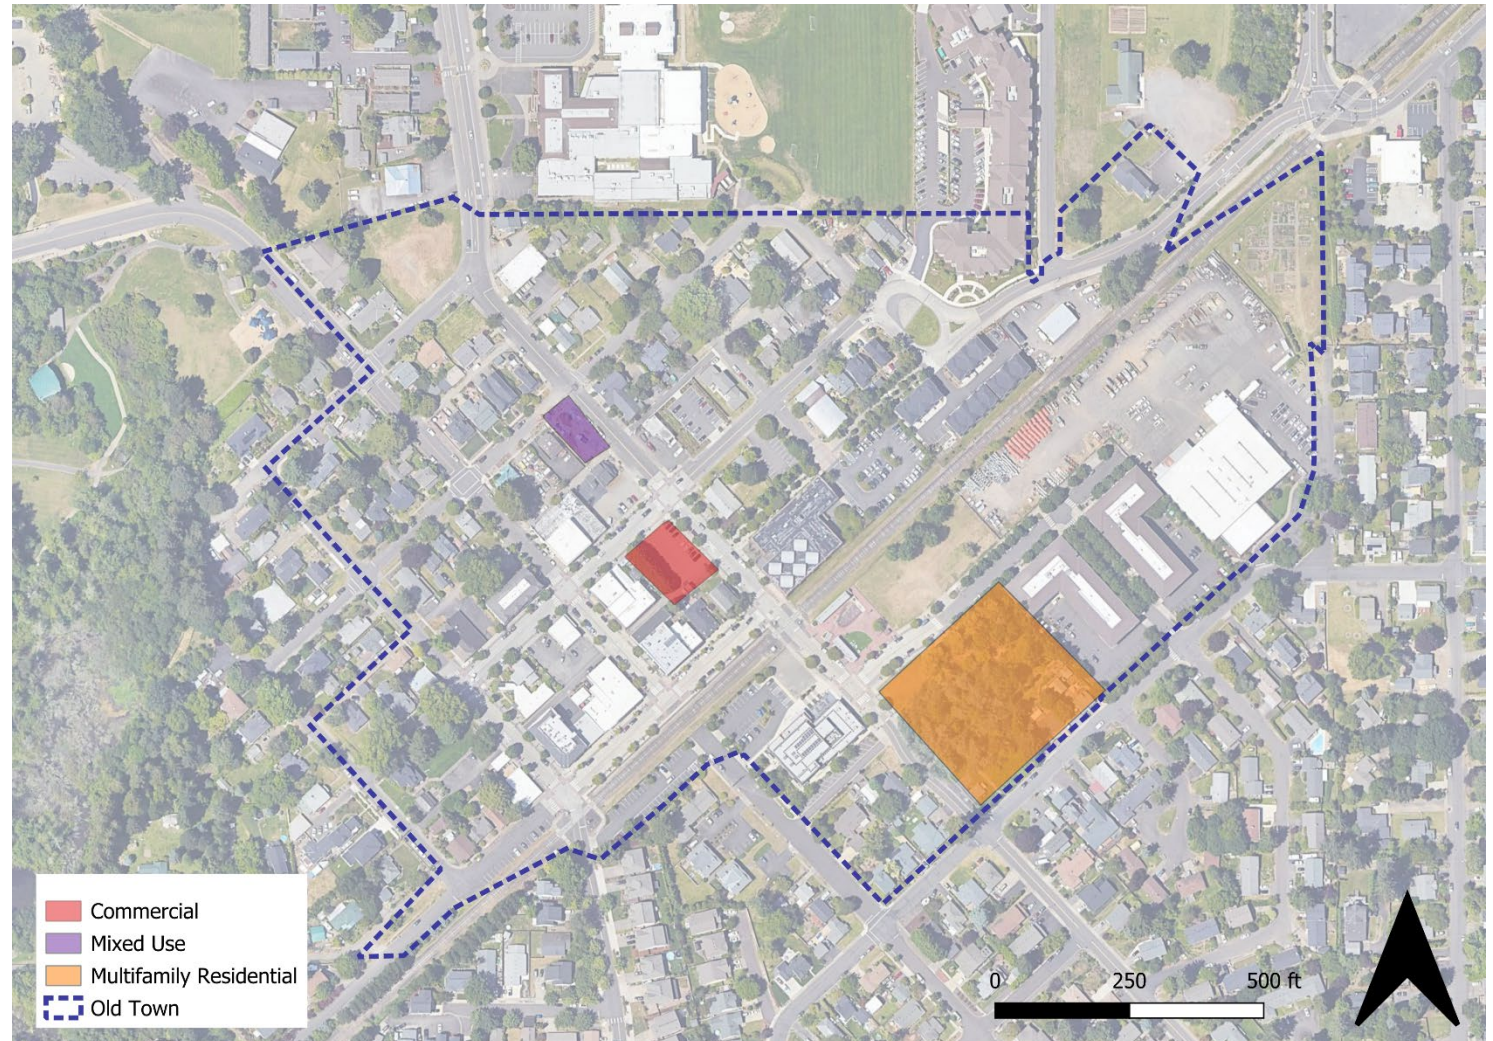 Commercial
Mixed Use
Multifamily Residential
Old Town
0 250 500 ft